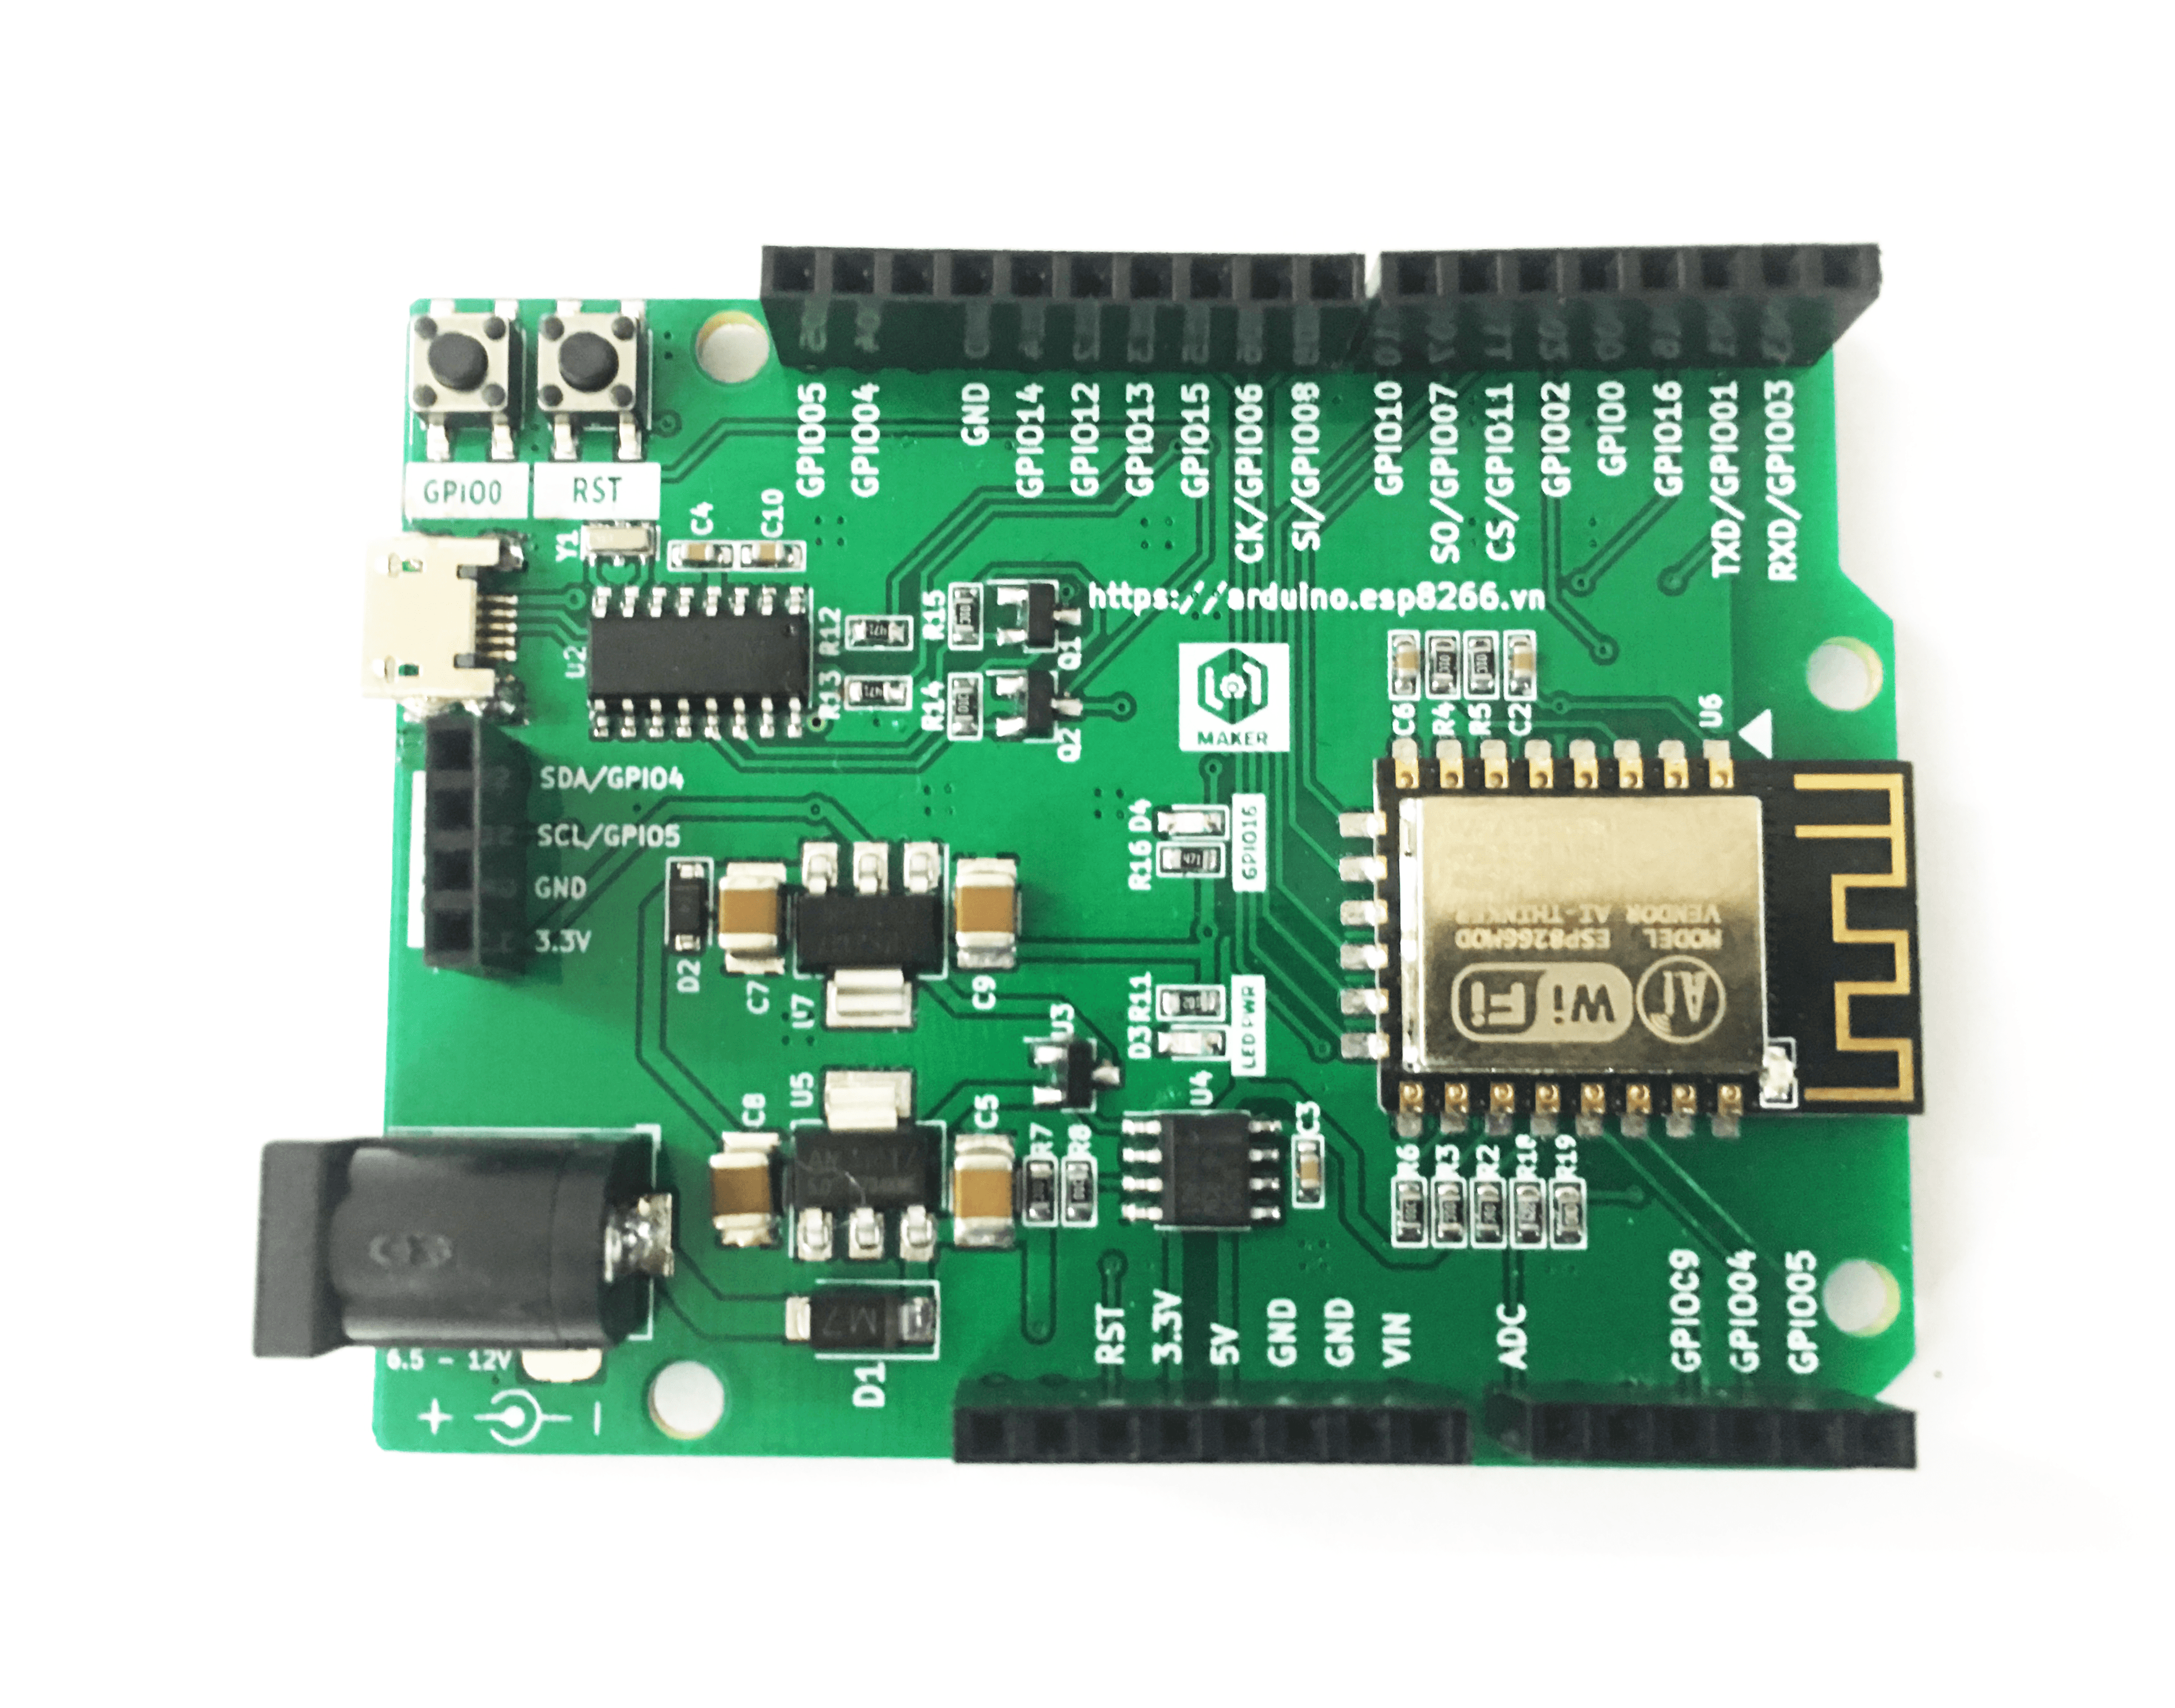 GPIO05
GPIO04
GND
GPIO14
GPIO12
GPIO13
GPIO15
CK/GPIO06
SI/GPIO08
GPIO10
SO/GPIO07
CS/GPIO11
GPIO02
GPIO0
GPIO16
TXD/GPIO01
RXD/GPIO03
GPIO0
RST
Y1
C4
C10
U2
R12
R13
R15
R14
Q1
Q2
https://arduino.esp8266.vn
MAKER
C6
R4
R5
C2
U6
SDA/GPIO4
SCL/GPIO5
GND
3.3V
D2
C7
U7
C9
R16
D4
471
GPIO16
D3
R11
LED PWR
U3
U4
MODEL ESP8266MOD
VENDOR AI-THINKER
Ai
WiFi
C8
U5
C5
R7
R8
C3
R6
R3
R2
R18
R19
M7
D1
6.5 - 12V
+ -
RST
3.3V
5V
GND
GND
VIN
ADC
GPIO09
GPIO04
GPIO05